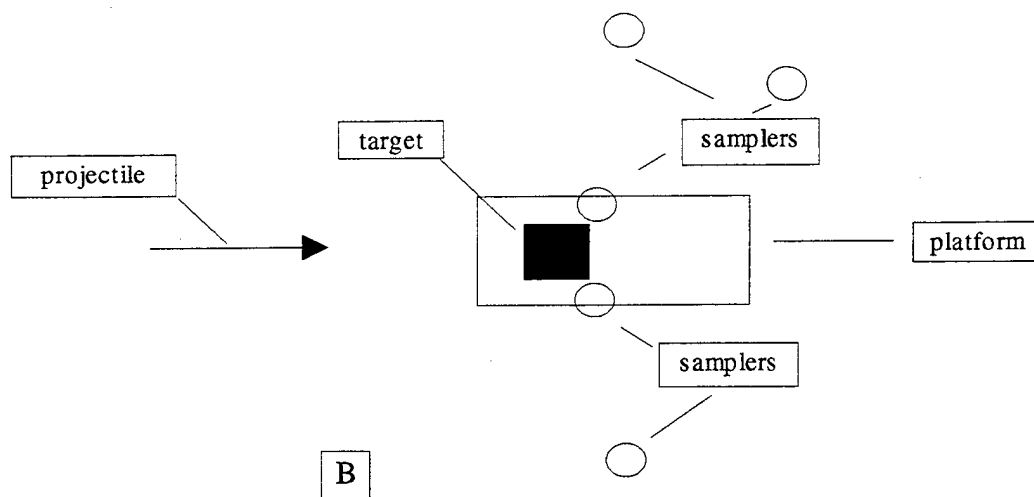 samplers
target
projectile
platform
samplers
B